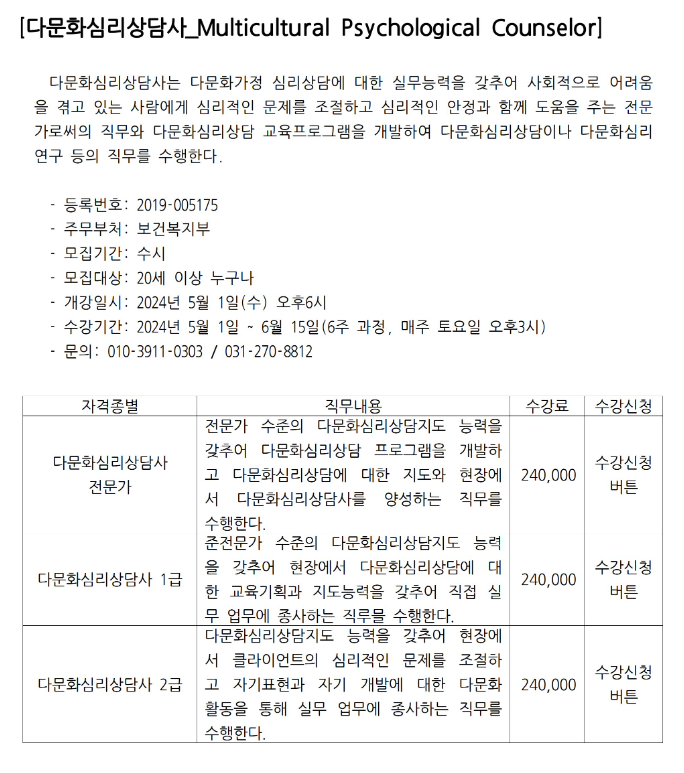 [다문화심리상담사_Multicultural Psychological Counselor]
다문화심리상담사는 다문화가정 심리상담에 대한 실무능력을 갖추어 사회적으로 어려움
을 겪고 있는 사람에게 심리적인 문제를 조절하고 심리적인 안정과 함께 도움을 주는 전문
가로써의 직무와 다문화심리상담 교육프로그램을 개발하여 다문화심리상담이나 다문화심리
연구 등의 직무를 수행한다.
- 등록번호: 2019-005175
- 주무부처: 보건복지부
- 모집기간: 수시
- 모집대상: 20세 이상 누구나
- 개강일시: 2024년 5월 1일(수) 오후6시
- 수강기간: 2024년 5월 1일 ~ 6월 15일(6주 과정, 매주 토요일 오후3시)
- 문의: 010-3911-0303 / 031-270-8812
자격종별 직무내용 수강료 수강신청
다문화심리상담사
전문가
전문가 수준의 다문화심리상담지도 능력을
갖추어 다문화심리상담 프로그램을 개발하
고 다문화심리상담에 대한 지도와 현장에
서 다문화심리상담사를 양성하는 직무를
수행한다.
240,000
수강신청
버튼
다문화심리상담사 1급
준전문가 수준의 다문화심리상담지도 능력
을 갖추어 현장에서 다문화심리상담에 대
한 교육기획과 지도능력을 갖추어 직접 실
무 업무에 종사하는 직루믈 수행한다.
240,000
수강신청
버튼
다문화심리상담사 2급
다문화심리상담지도 능력을 갖추어 현장에
서 클라이언트의 심리적인 문제를 조절하
고 자기표현과 자기 개발에 대한 다문화
활동을 통해 실무 업무에 종사하는 직무를
수행한다.
240,000
수강신청
버튼